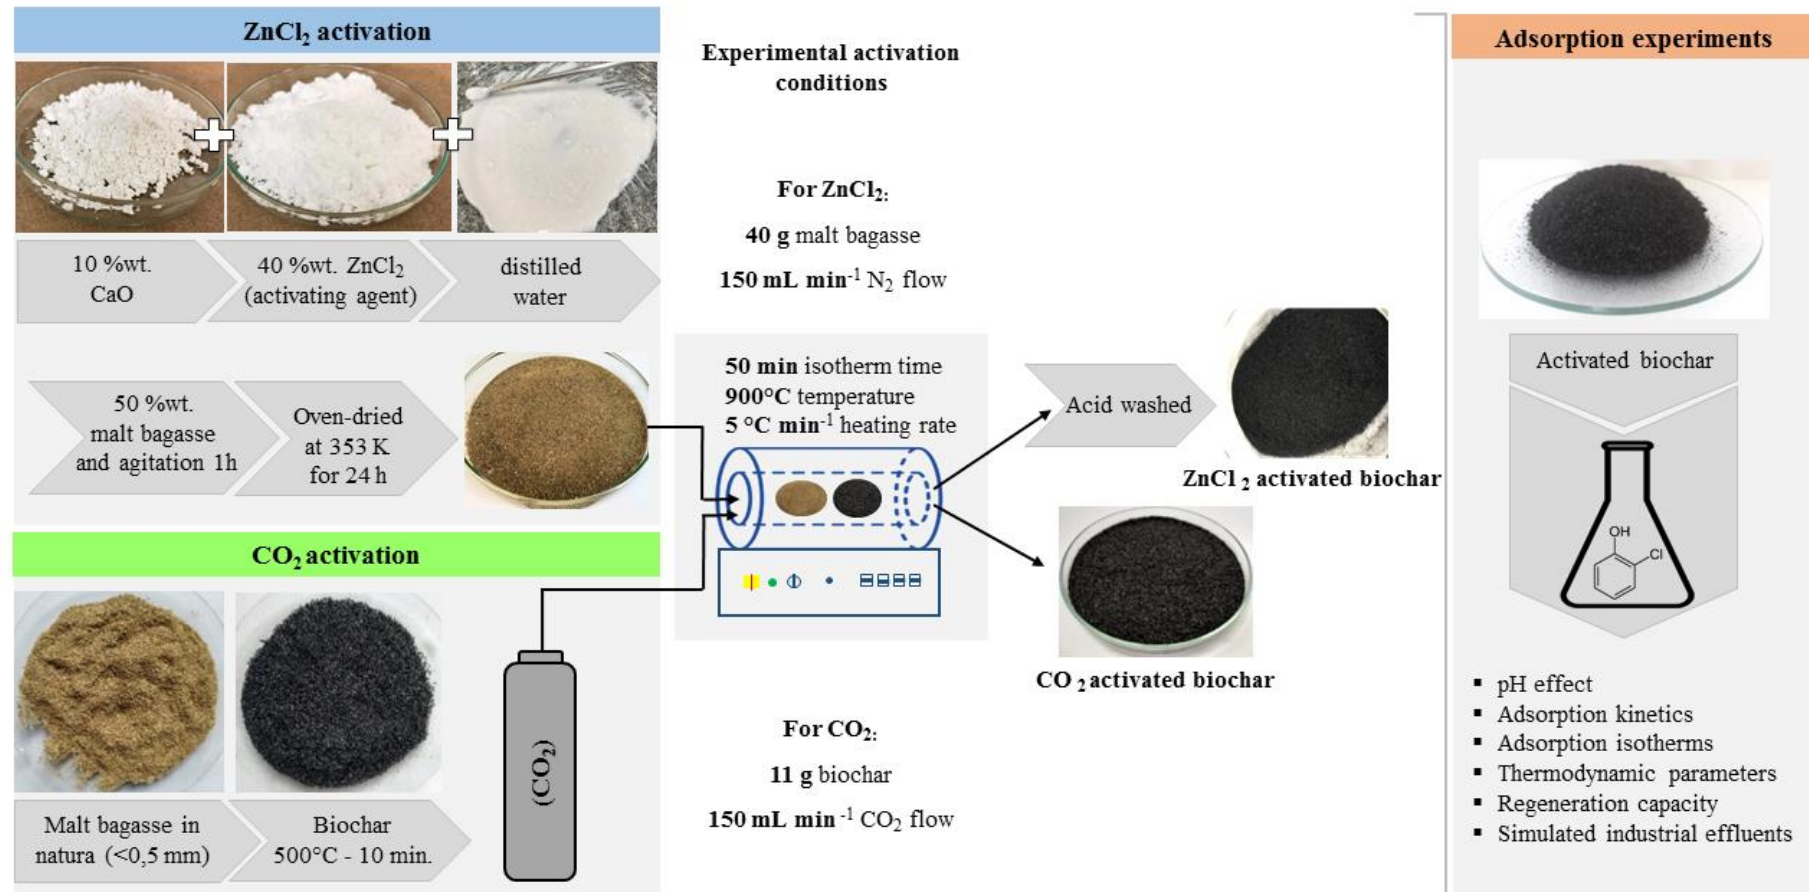 ZnCl₂ activation
10 %wt.
CaO
40 %wt. ZnCl₂
(activating agent)
distilled
water
50 %wt.
malt bagasse
and agitation 1h
Oven-dried
at 353 K
for 24 h
CO₂ activation
Malt bagasse in
natura (<0,5 mm)
Biochar
500°C - 10 min.
(CO₂)
Experimental activation
conditions
For ZnCl₂:
40 g malt bagasse
150 mL min⁻¹ N₂ flow
50 min isotherm time
900°C temperature
5 °C min⁻¹ heating rate
For CO₂:
11 g biochar
150 mL min ⁻¹ CO₂ flow
Acid washed
ZnCl ₂ activated biochar
CO ₂ activated biochar
Adsorption experiments
Activated biochar
OH
Cl
▪ pH effect
▪ Adsorption kinetics
▪ Adsorption isotherms
▪ Thermodynamic parameters
▪ Regeneration capacity
▪ Simulated industrial effluents